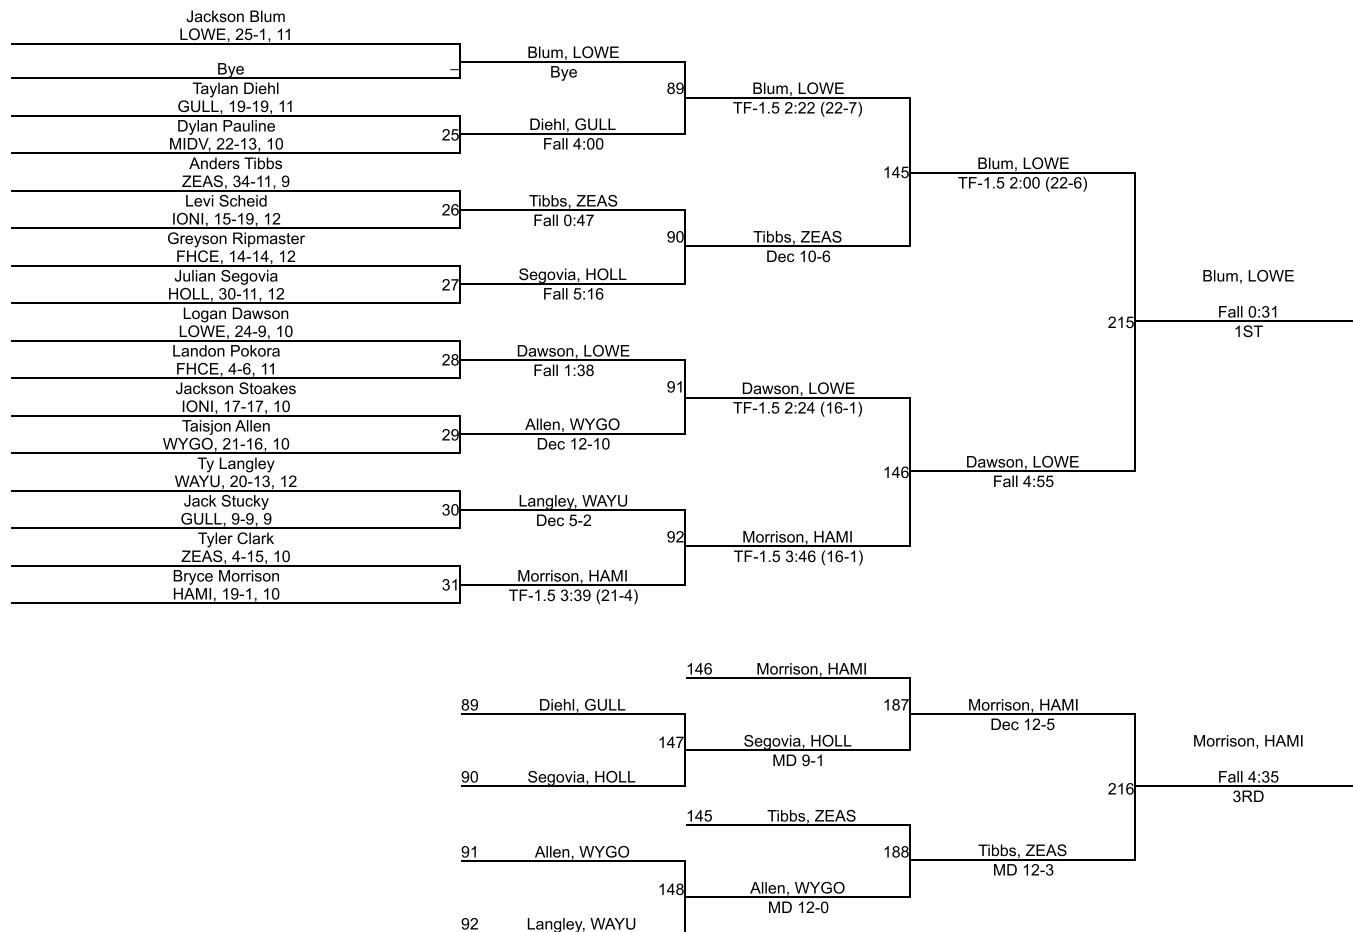 Jackson Blum
LOWE, 25-1, 11
Bye
Taylan Diehl
GULL, 19-19, 11
Dylan Pauline
MIDV, 22-13, 10
Anders Tibbs
ZEAS, 34-11, 9
Levi Scheid
IONI, 15-19, 12
Greyson Ripmaster
FHCE, 14-14, 12
Julian Segovia
HOLL, 30-11, 12
Logan Dawson
LOWE, 24-9, 10
Landon Pokora
FHCE, 4-6, 11
Jackson Stoakes
IONI, 17-17, 10
Taisjon Allen
WYGO, 21-16, 10
Ty Langley
WAYU, 20-13, 12
Jack Stucky
GULL, 9-9, 9
Tyler Clark
ZEAS, 4-15, 10
Bryce Morrison
HAMI, 19-1, 10
25
26
27
28
29
30
31
Blum, LOWE
Bye
Diehl, GULL
Fall 4:00
Tibbs, ZEAS
Fall 0:47
Segovia, HOLL
Fall 5:16
Dawson, LOWE
Fall 1:38
Allen, WYGO
Dec 12-10
Langley, WAYU
Dec 5-2
Morrison, HAMI
TF-1.5 3:39 (21-4)
89
90
91
92
Blum, LOWE
TF-1.5 2:22 (22-7)
Tibbs, ZEAS
Dec 10-6
Dawson, LOWE
TF-1.5 2:24 (16-1)
Morrison, HAMI
TF-1.5 3:46 (16-1)
145
146
Blum, LOWE
TF-1.5 2:00 (22-6)
Dawson, LOWE
Fall 4:55
215
Blum, LOWE
Fall 0:31
1ST
89 Diehl, GULL
90 Segovia, HOLL
91 Allen, WYGO
92 Langley, WAYU
147
148
146 Morrison, HAMI
Segovia, HOLL
MD 9-1
145 Tibbs, ZEAS
Allen, WYGO
MD 12-0
187
188
Morrison, HAMI
Dec 12-5
Tibbs, ZEAS
MD 12-3
216
Morrison, HAMI
Fall 4:35
3RD